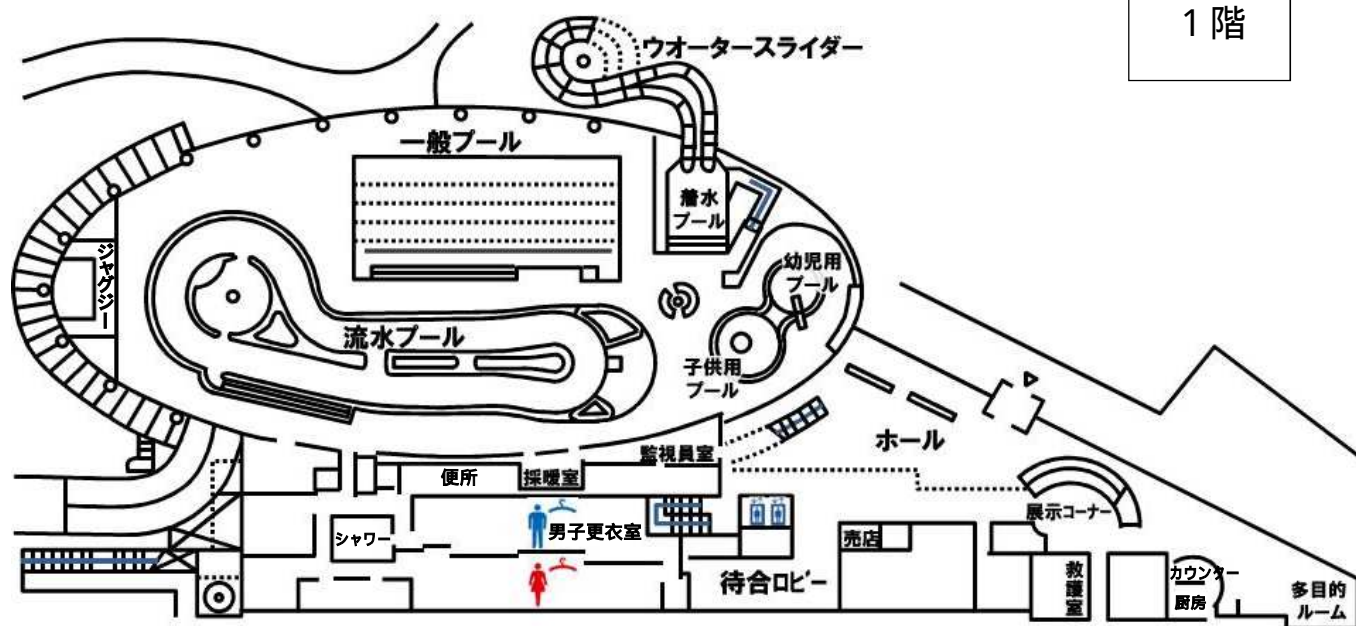 1階
ウオータースライダー
一般プール
着水
プール
ジャグジー
幼児用
プール
流水プール
子供用
プール
ホール
監視員室
便所
採暖室
展示コーナー
男子更衣室
シャワー
売店
待合ロビー
救護室
カウンター
厨房
多目的
ルーム